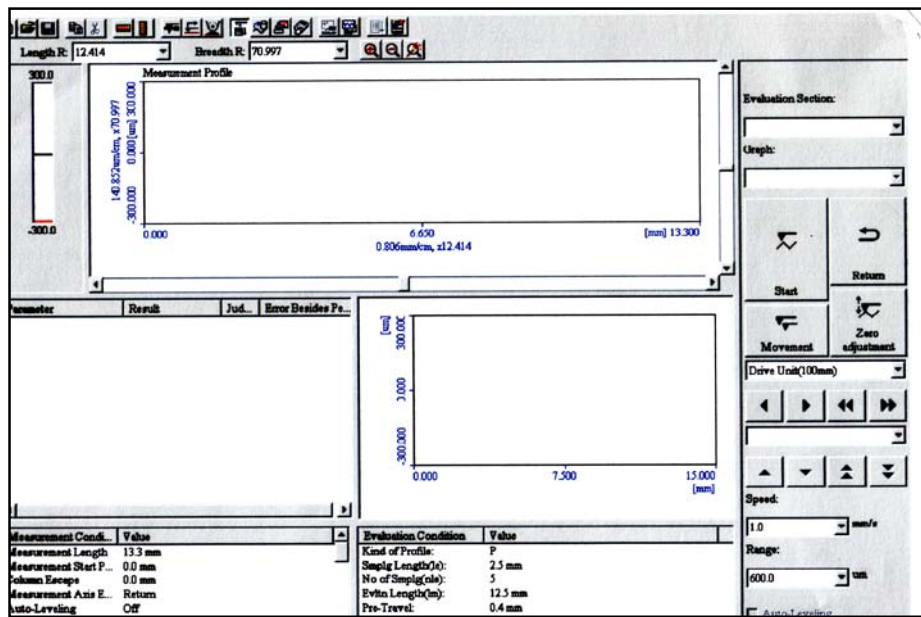 Length R: 12.414
Breadth R: 70.997
300.0
-300.0
Measurement Profile
140.852um/cm, x70.997
-300.000 0.000 [um] 300.000
0.000 6.650 [mm] 13.300
0.806mm/cm, x12.414
Parameter Result Jud... Error Besides Pe...
[um]
-300.000 0.000 300.000
0.000 7.500 15.000
[mm]
Measurement Condi... Value
Measurement Length 13.3 mm
Measurement Start P... 0.0 mm
Column Escape 0.0 mm
Measurement Axis E... Return
Auto-Leveling Off
Evaluation Condition Value
Kind of Profile: P
Smplg Length(le): 2.5 mm
No of Smplg(nle): 5
Evltn Length(lm): 12.5 mm
Pre-Travel: 0.4 mm
Evaluation Section:
Graph:
Start
Return
Movement
Zero
adjustment
Drive Unit(100mm)
Speed:
1.0 mm/s
Range:
600.0 um
Auto-Leveling